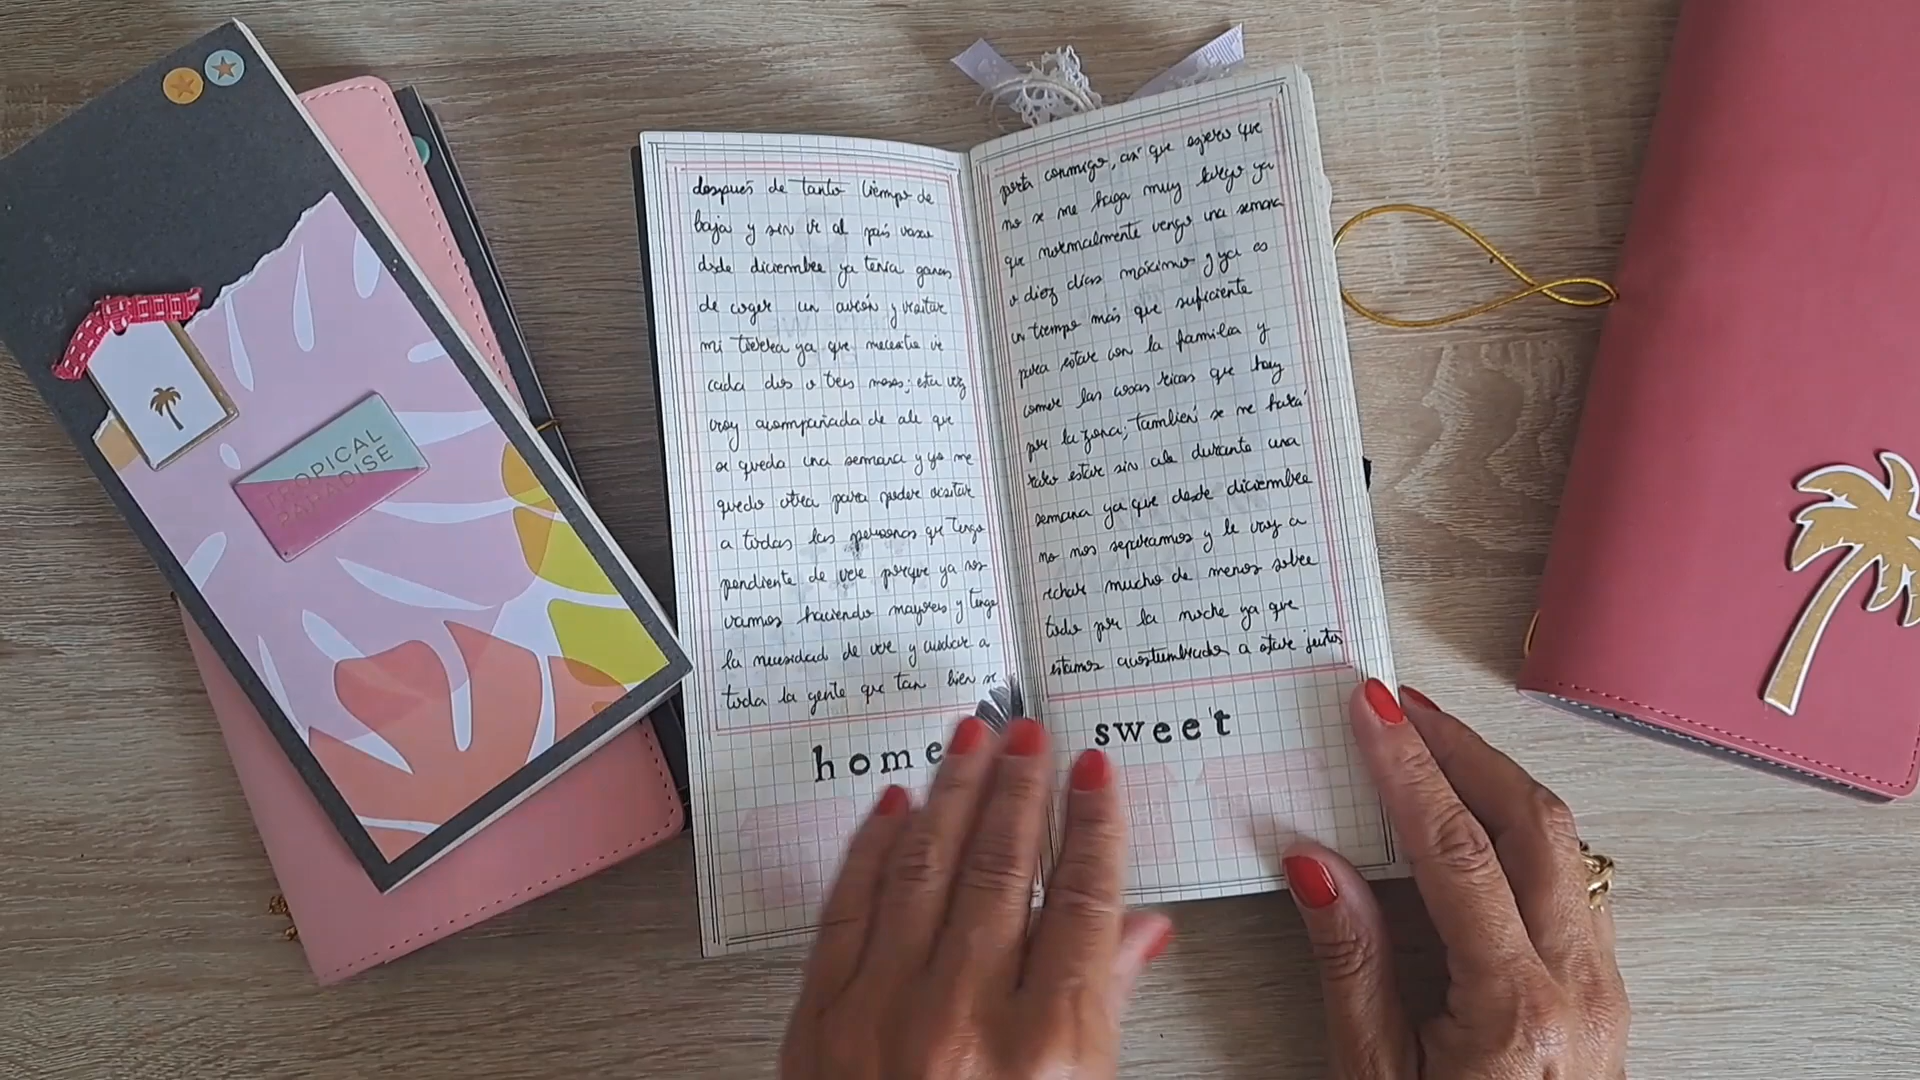 TROPICAL
PARADISE
después de tanto tiempo de
baja y sin ir al país vasco
desde diciembre ya tenía ganas
de coger un avión y visitar
mi tierra ya que necesito ir
cada dos o tres meses; esta vez
voy acompañada de ale que
se queda una semana y yo me
quedo otra para poder visitar
a todas las personas que tengo
pendiente de ver porque ya nos
vamos haciendo mayores y tengo
la necesidad de ver y cuidar a
toda la gente que tan bien se
home
porta conmigo, así que espero que
no se me haga muy largo ya
que normalmente vengo una semana
o diez días máximo y ya es
un tiempo más que suficiente
para estar con la familia y
comer las cosas ricas que hay
por la zona; también se me hará
raro estar sin ale durante una
semana ya que desde diciembre
no nos separamos y le voy a
echar mucho de menos sobre
todo por la noche ya que
estamos acostumbrados a estar juntos
sweet